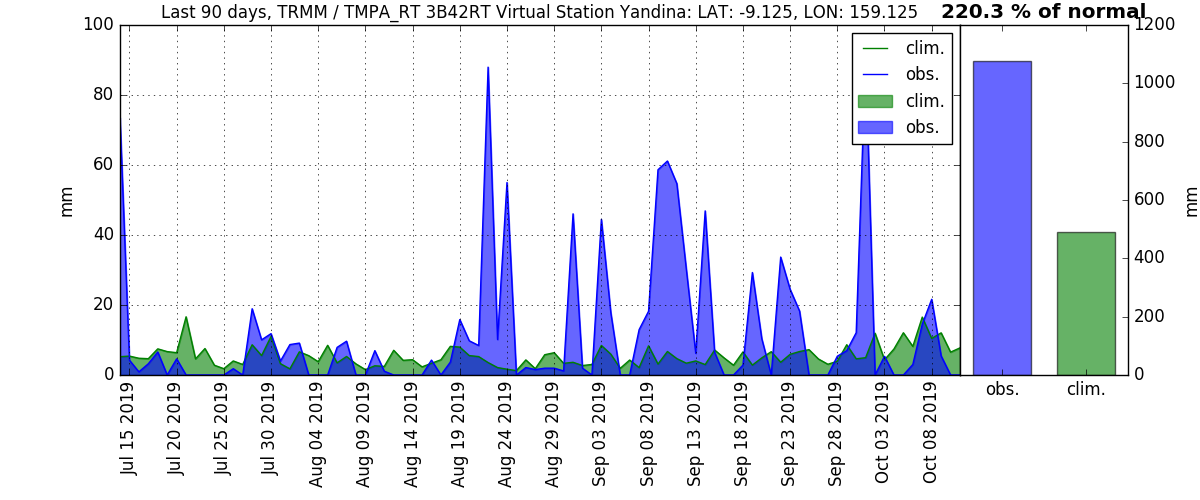 Last 90 days, TRMM / TMPA_RT 3B42RT Virtual Station Yandina: LAT: -9.125, LON: 159.125
220.3 % of normal
100
80
60
40
20
0
mm
clim.
obs.
clim.
obs.
1200
1000
800
600
400
200
0
mm
Jul 15 2019
Jul 20 2019
Jul 25 2019
Jul 30 2019
Aug 04 2019
Aug 09 2019
Aug 14 2019
Aug 19 2019
Aug 24 2019
Aug 29 2019
Sep 03 2019
Sep 08 2019
Sep 13 2019
Sep 18 2019
Sep 23 2019
Sep 28 2019
Oct 03 2019
Oct 08 2019
obs.
clim.